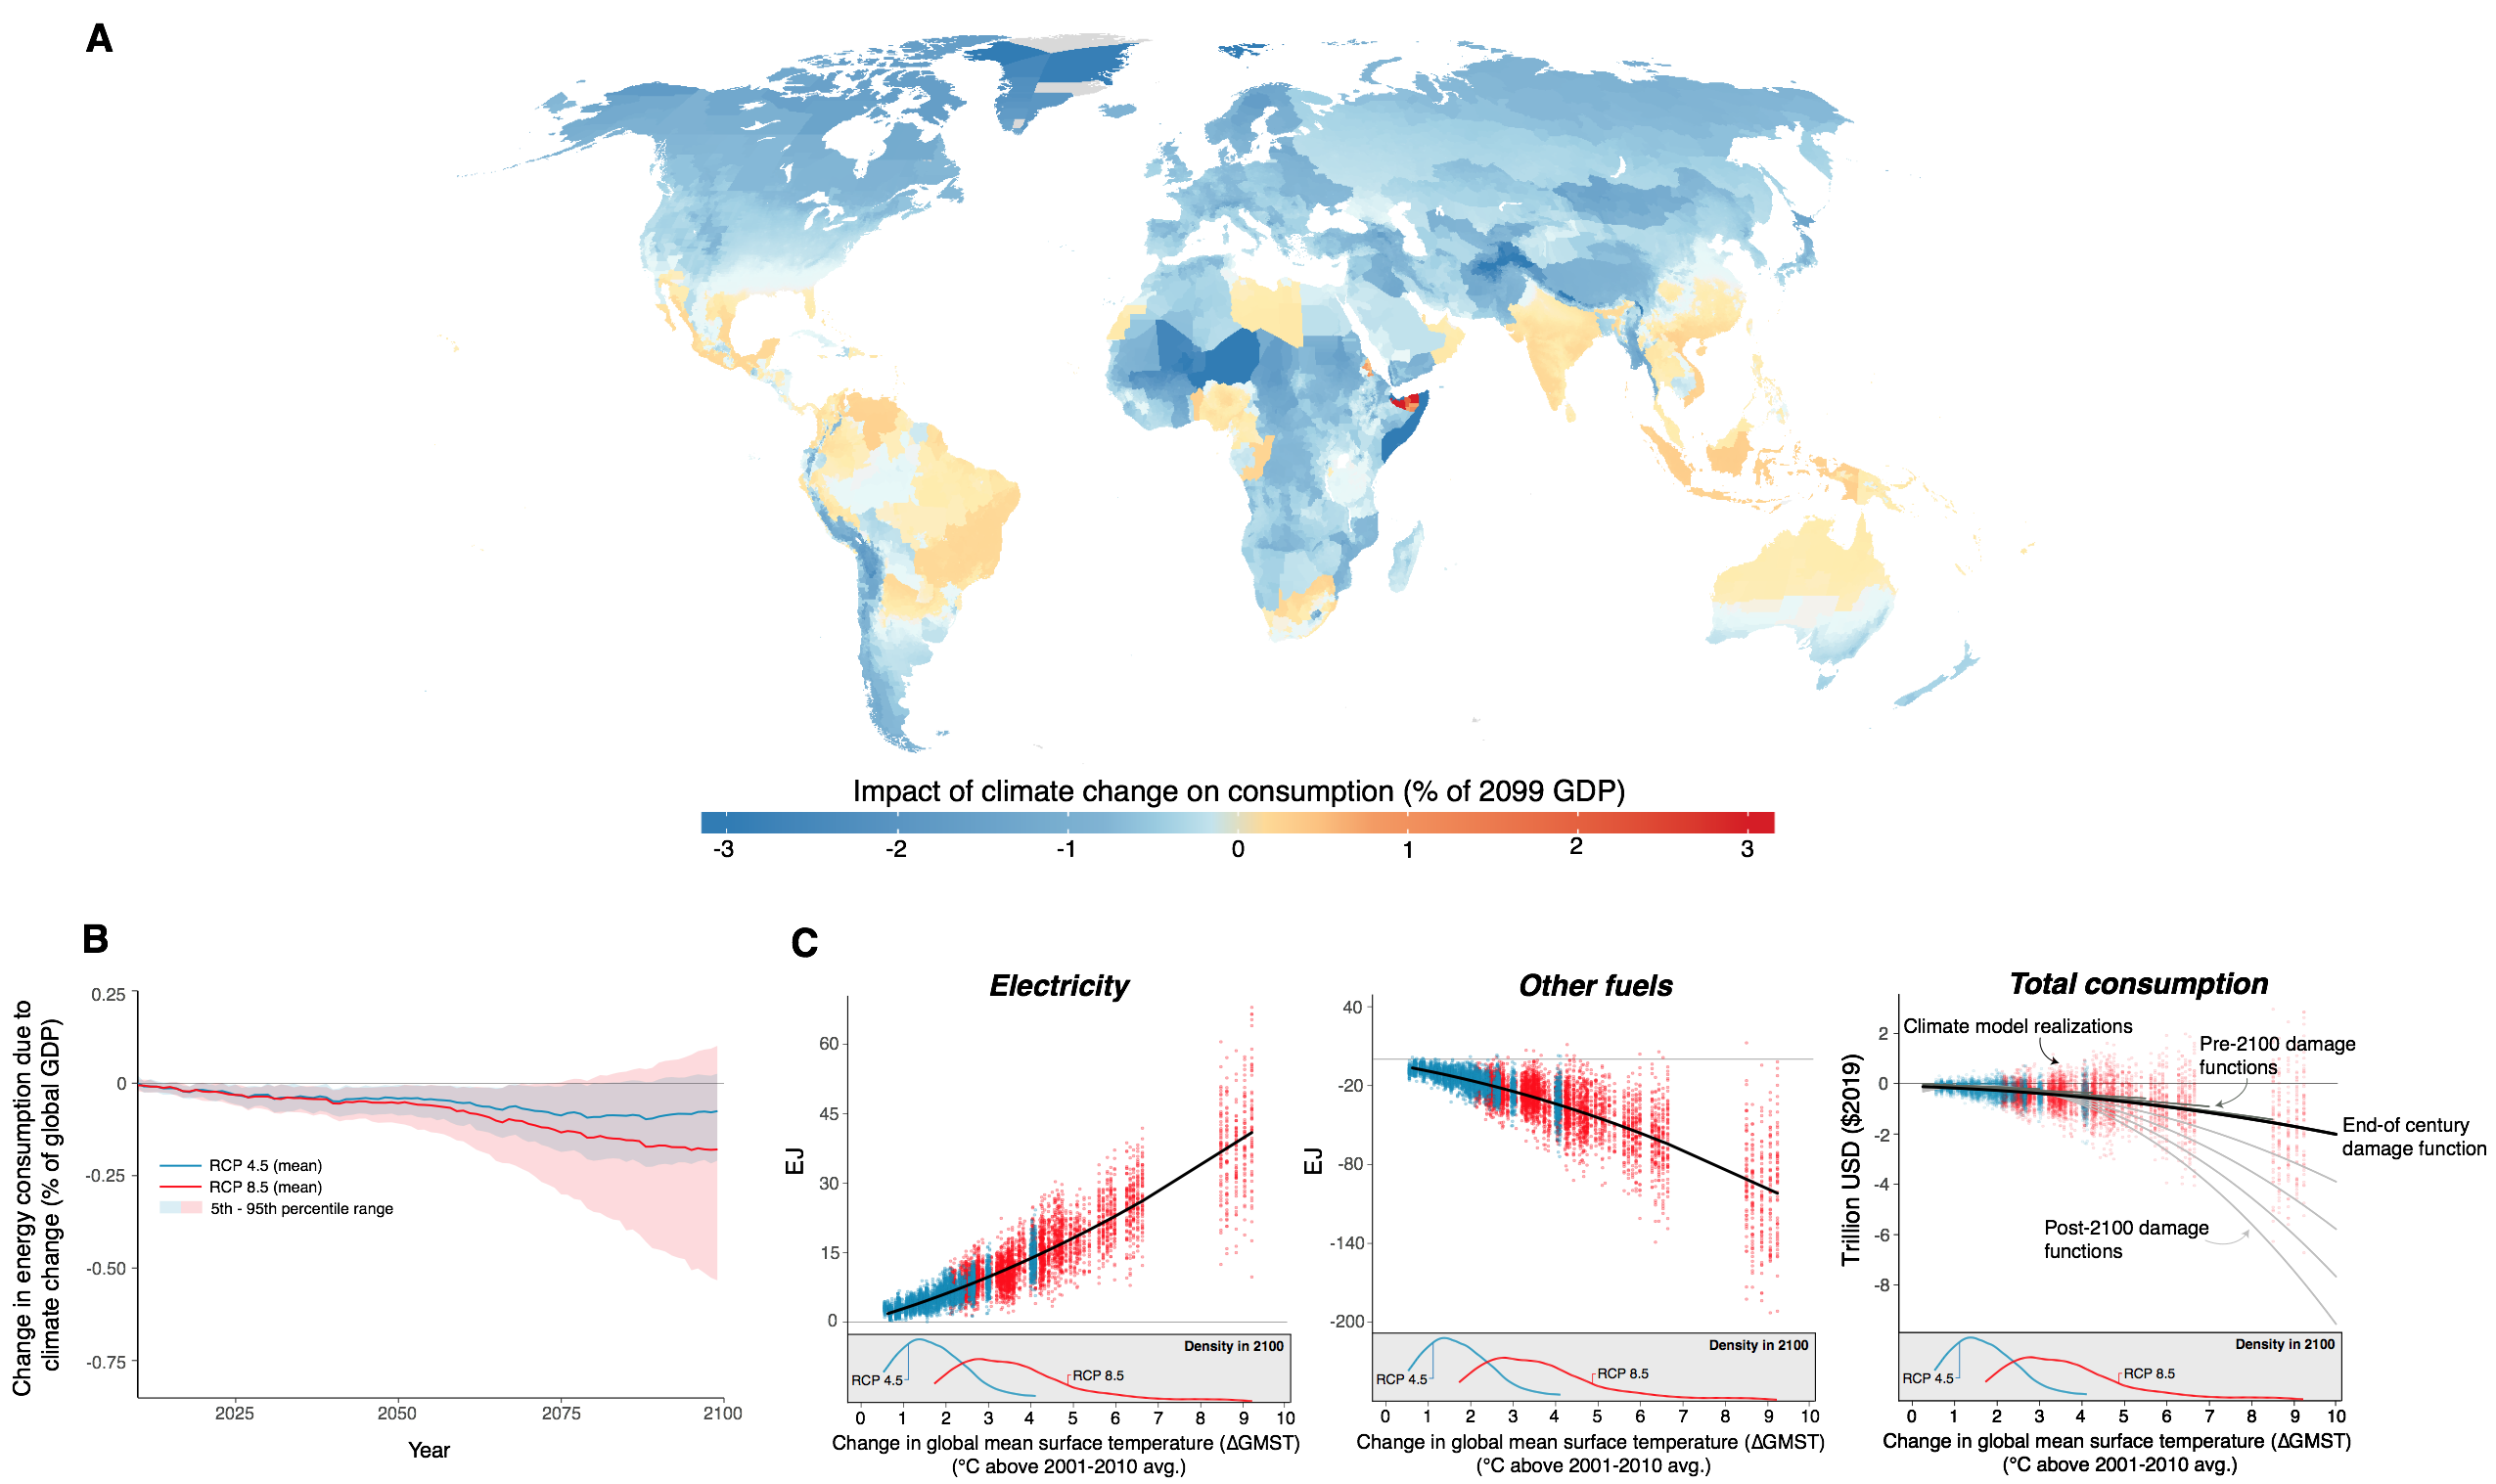 A
Impact of climate change on consumption (% of 2099 GDP)
-3 -2 -1 0 1 2 3
B
Change in energy consumption due to
climate change (% of global GDP)
0.25
0
-0.25
-0.50
-0.75
RCP 4.5 (mean)
RCP 8.5 (mean)
5th - 95th percentile range
2025 2050 2075 2100
Year
C
Electricity
EJ
60
45
30
15
0
Density in 2100
RCP 4.5
RCP 8.5
0 1 2 3 4 5 6 7 8 9 10
Change in global mean surface temperature (ΔGMST)
(°C above 2001-2010 avg.)
Other fuels
EJ
40
-20
-80
-140
-200
Density in 2100
RCP 4.5
RCP 8.5
0 1 2 3 4 5 6 7 8 9 10
Change in global mean surface temperature (ΔGMST)
(°C above 2001-2010 avg.)
Total consumption
Trillion USD ($2019)
2
0
-2
-4
-6
-8
Climate model realizations
Pre-2100 damage
functions
End-of century
damage function
Post-2100 damage
functions
Density in 2100
RCP 4.5
RCP 8.5
0 1 2 3 4 5 6 7 8 9 10
Change in global mean surface temperature (ΔGMST)
(°C above 2001-2010 avg.)